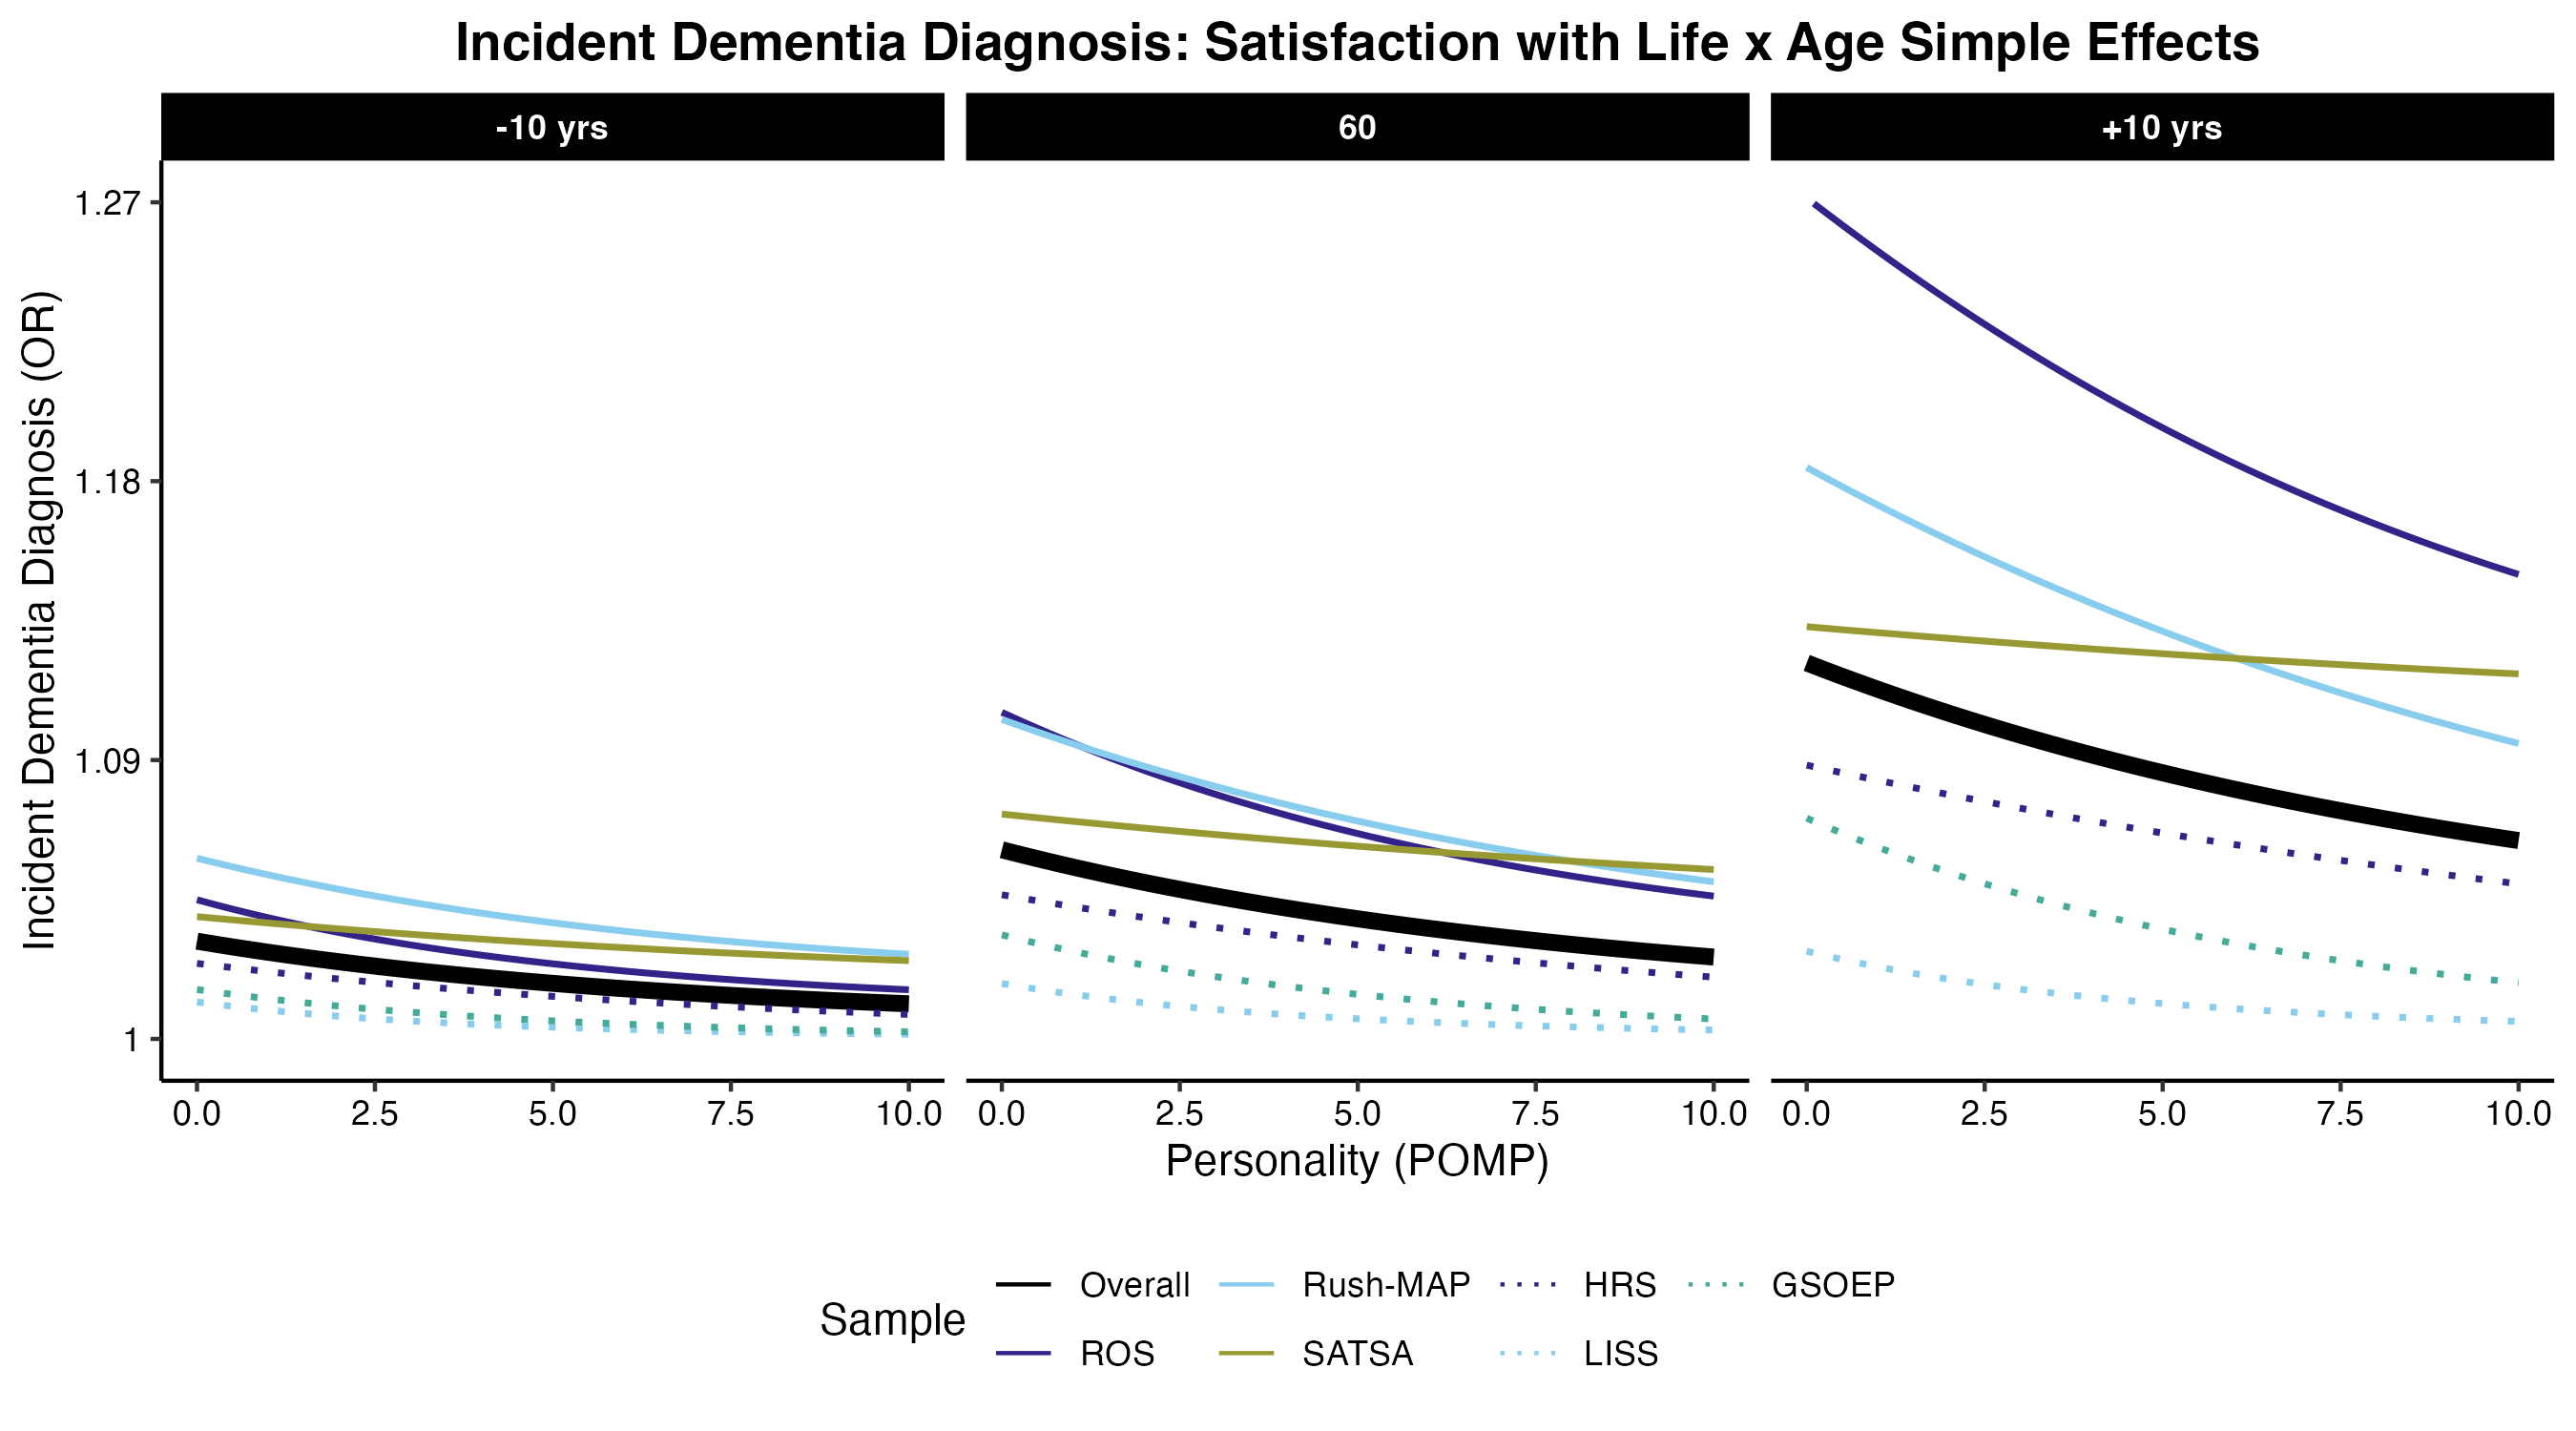 Incident Dementia Diagnosis: Satisfaction with Life x Age Simple Effects
-10 yrs
60
+10 yrs
Incident Dementia Diagnosis (OR)
1.27
1.18
1.09
1
0.0 2.5 5.0 7.5 10.0
0.0 2.5 5.0 7.5 10.0
0.0 2.5 5.0 7.5 10.0
Personality (POMP)
Sample
Overall Rush-MAP HRS GSOEP
ROS SATSA LISS